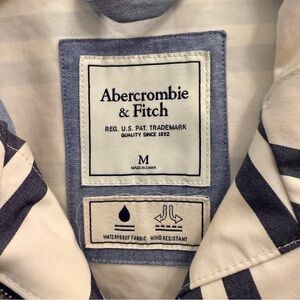 Abercrombie
& Fitch
REG. U.S. PAT. TRADEMARK
QUALITY SINCE 1892
M
MADE IN CHINA
WATERPROOF FABRIC WIND RESISTANT